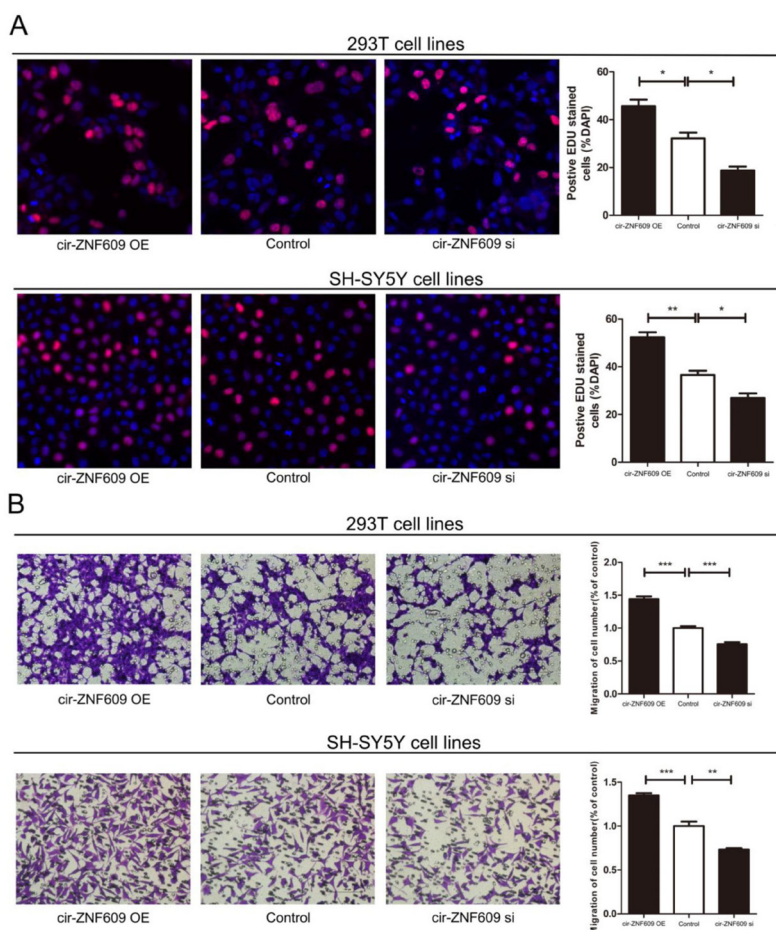 A
293T cell lines
cir-ZNF609 OE
Control
cir-ZNF609 si
Postive EDU stained
cells (%DAPI)
60
40
20
0
* *
cir-ZNF609 OE Control cir-ZNF609 si
SH-SY5Y cell lines
cir-ZNF609 OE
Control
cir-ZNF609 si
Postive EDU stained
cells (%DAPI)
60
40
20
0
** *
cir-ZNF609 OE Control cir-ZNF609 si
B
293T cell lines
cir-ZNF609 OE
Control
cir-ZNF609 si
Migration of cell number(% of control)
2.0
1.5
1.0
0.5
0.0
*** ***
cir-ZNF609 OE Control cir-ZNF609 si
SH-SY5Y cell lines
cir-ZNF609 OE
Control
cir-ZNF609 si
Migration of cell number(% of control)
1.5
1.0
0.5
0.0
*** **
cir-ZNF609 OE Control cir-ZNF609 si